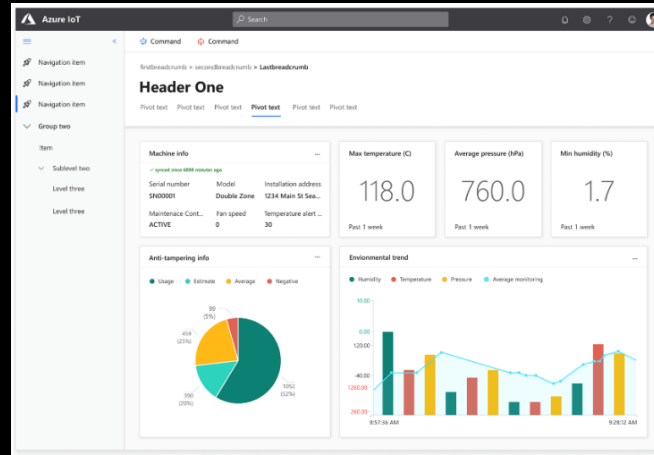 Azure IoT
Search
Command Command
firstbreadcrumb > secondbreadcrumb > Lastbreadcrumb
Header One
Pivot text Pivot text Pivot text Pivot text Pivot text Pivot text
Navigation item
Navigation item
Navigation item
Group two
Item
Sublevel two
Level three
Level three
Machine info
synced since 6898 minutes ago
Serial number Model Installation address
SN00001 Double Zone 1234 Main St Sea...
Maintenace Cont... Fan speed Temperature alert ...
ACTIVE 0 30
Max temperature (C)
118.0
Past 1 week
Average pressure (hPa)
760.0
Past 1 week
Min humidity (%)
1.7
Past 1 week
Anti-tampering info
Usage Estimate Average Negative
89
(5%)
459
(23%)
390
(20%)
1052
(52%)
Envionmental trend
Humidity Temperature Pressure Average monitoring
10.00
0.00
120.00
-40.00
1260.00
260.00
8:57:36 AM 9:28:12 AM